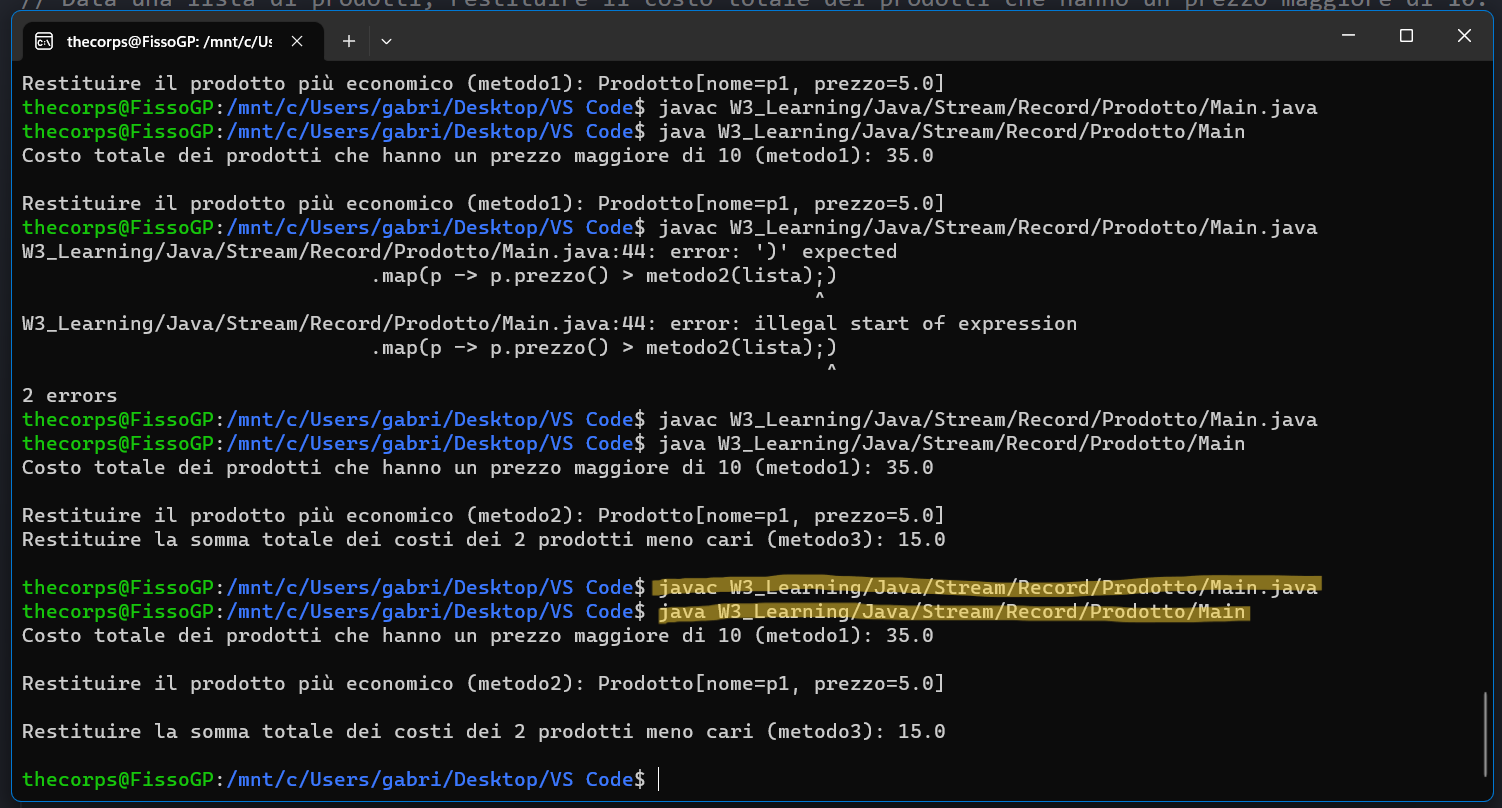 // Data una lista di prodotti, restituire il costo totale dei prodotti che hanno un prezzo maggiore di 10.
thecorps@FissoGP: /mnt/c/Us
Restituire il prodotto più economico (metodo1): Prodotto[nome=p1, prezzo=5.0]
thecorps@FissoGP:/mnt/c/Users/gabri/Desktop/VS Code$ javac W3_Learning/Java/Stream/Record/Prodotto/Main.java
thecorps@FissoGP:/mnt/c/Users/gabri/Desktop/VS Code$ java W3_Learning/Java/Stream/Record/Prodotto/Main
Costo totale dei prodotti che hanno un prezzo maggiore di 10 (metodo1): 35.0
Restituire il prodotto più economico (metodo1): Prodotto[nome=p1, prezzo=5.0]
thecorps@FissoGP:/mnt/c/Users/gabri/Desktop/VS Code$ javac W3_Learning/Java/Stream/Record/Prodotto/Main.java
W3_Learning/Java/Stream/Record/Prodotto/Main.java:44: error: ')' expected
.map(p -> p.prezzo() > metodo2(lista);)
^
W3_Learning/Java/Stream/Record/Prodotto/Main.java:44: error: illegal start of expression
.map(p -> p.prezzo() > metodo2(lista);)
^
2 errors
thecorps@FissoGP:/mnt/c/Users/gabri/Desktop/VS Code$ javac W3_Learning/Java/Stream/Record/Prodotto/Main.java
thecorps@FissoGP:/mnt/c/Users/gabri/Desktop/VS Code$ java W3_Learning/Java/Stream/Record/Prodotto/Main
Costo totale dei prodotti che hanno un prezzo maggiore di 10 (metodo1): 35.0
Restituire il prodotto più economico (metodo2): Prodotto[nome=p1, prezzo=5.0]
Restituire la somma totale dei costi dei 2 prodotti meno cari (metodo3): 15.0
thecorps@FissoGP:/mnt/c/Users/gabri/Desktop/VS Code$ javac W3_Learning/Java/Stream/Record/Prodotto/Main.java
thecorps@FissoGP:/mnt/c/Users/gabri/Desktop/VS Code$ java W3_Learning/Java/Stream/Record/Prodotto/Main
Costo totale dei prodotti che hanno un prezzo maggiore di 10 (metodo1): 35.0
Restituire il prodotto più economico (metodo2): Prodotto[nome=p1, prezzo=5.0]
Restituire la somma totale dei costi dei 2 prodotti meno cari (metodo3): 15.0
thecorps@FissoGP:/mnt/c/Users/gabri/Desktop/VS Code$